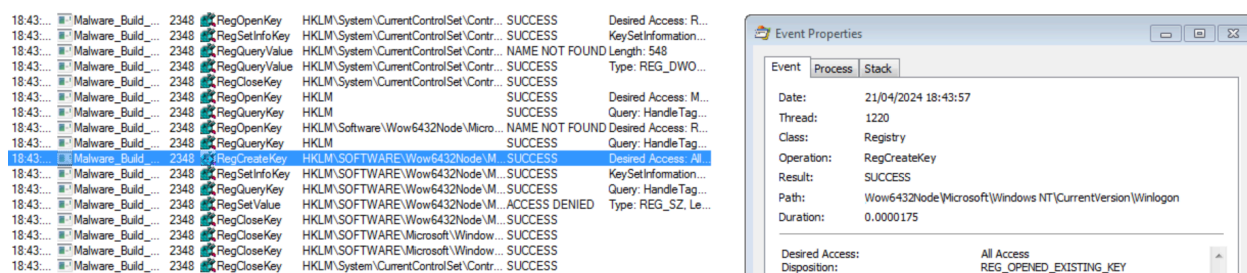 18:43:... Malware_Build_... 2348 RegOpenKey HKLM\System\CurrentControlSet\Contr... SUCCESS Desired Access: R...
18:43:... Malware_Build_... 2348 RegSetInfoKey HKLM\System\CurrentControlSet\Contr... SUCCESS KeySetInformation...
18:43:... Malware_Build_... 2348 RegQueryValue HKLM\System\CurrentControlSet\Contr... NAME NOT FOUND Length: 548
18:43:... Malware_Build_... 2348 RegQueryValue HKLM\System\CurrentControlSet\Contr... SUCCESS Type: REG_DWO...
18:43:... Malware_Build_... 2348 RegCloseKey HKLM\System\CurrentControlSet\Contr... SUCCESS
18:43:... Malware_Build_... 2348 RegOpenKey HKLM SUCCESS Desired Access: M...
18:43:... Malware_Build_... 2348 RegQueryKey HKLM SUCCESS Query: HandleTag...
18:43:... Malware_Build_... 2348 RegOpenKey HKLM\Software\Wow6432Node\Micro... NAME NOT FOUND Desired Access: R...
18:43:... Malware_Build_... 2348 RegQueryKey HKLM SUCCESS Query: HandleTag...
18:43:... Malware_Build_... 2348 RegCreateKey HKLM\SOFTWARE\Wow6432Node\M... SUCCESS Desired Access: All...
18:43:... Malware_Build_... 2348 RegSetInfoKey HKLM\SOFTWARE\Wow6432Node\M... SUCCESS KeySetInformation...
18:43:... Malware_Build_... 2348 RegQueryKey HKLM\SOFTWARE\Wow6432Node\M... SUCCESS Query: HandleTag...
18:43:... Malware_Build_... 2348 RegSetValue HKLM\SOFTWARE\Wow6432Node\M... ACCESS DENIED Type: REG_SZ, Le...
18:43:... Malware_Build_... 2348 RegCloseKey HKLM\SOFTWARE\Wow6432Node\M... SUCCESS
18:43:... Malware_Build_... 2348 RegCloseKey HKLM\SOFTWARE\Microsoft\Window... SUCCESS
18:43:... Malware_Build_... 2348 RegCloseKey HKLM\SOFTWARE\Microsoft\Window... SUCCESS
18:43:... Malware_Build_... 2348 RegCloseKey HKLM\System\CurrentControlSet\Contr... SUCCESS
Event Properties
Event Process Stack
Date: 21/04/2024 18:43:57
Thread: 1220
Class: Registry
Operation: RegCreateKey
Result: SUCCESS
Path: Wow6432Node\Microsoft\Windows NT\CurrentVersion\Winlogon
Duration: 0.0000175
Desired Access: All Access
Disposition: REG_OPENED_EXISTING_KEY